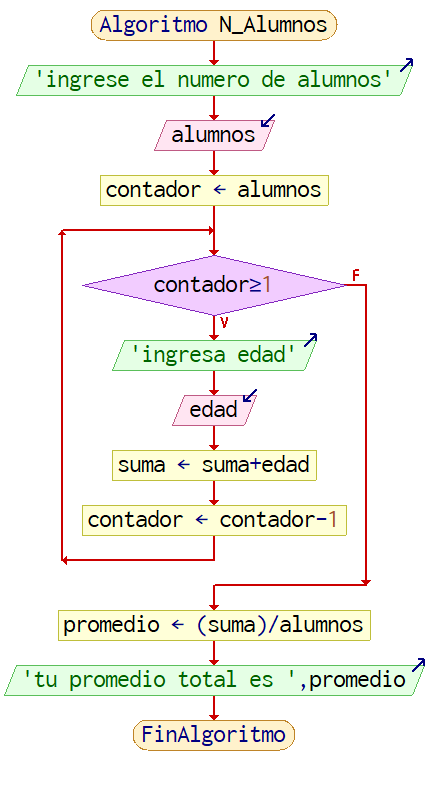 Algoritmo N_Alumnos
'ingrese el numero de alumnos'
alumnos
contador ← alumnos
contador≥1
F
V
'ingresa edad'
edad
suma ← suma+edad
contador ← contador-1
promedio ← (suma)/alumnos
'tu promedio total es ',promedio
FinAlgoritmo